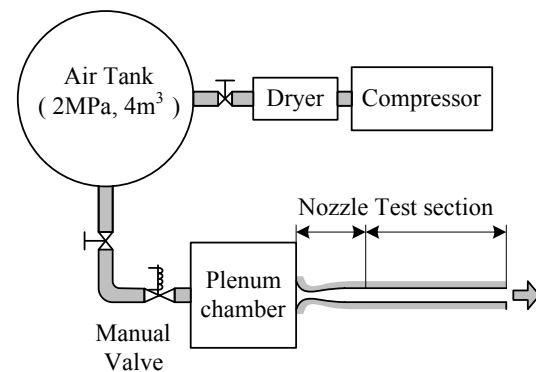 Air Tank
( 2MPa, 4m³ )
Dryer
Compressor
Nozzle Test section
Plenum
chamber
Manual
Valve